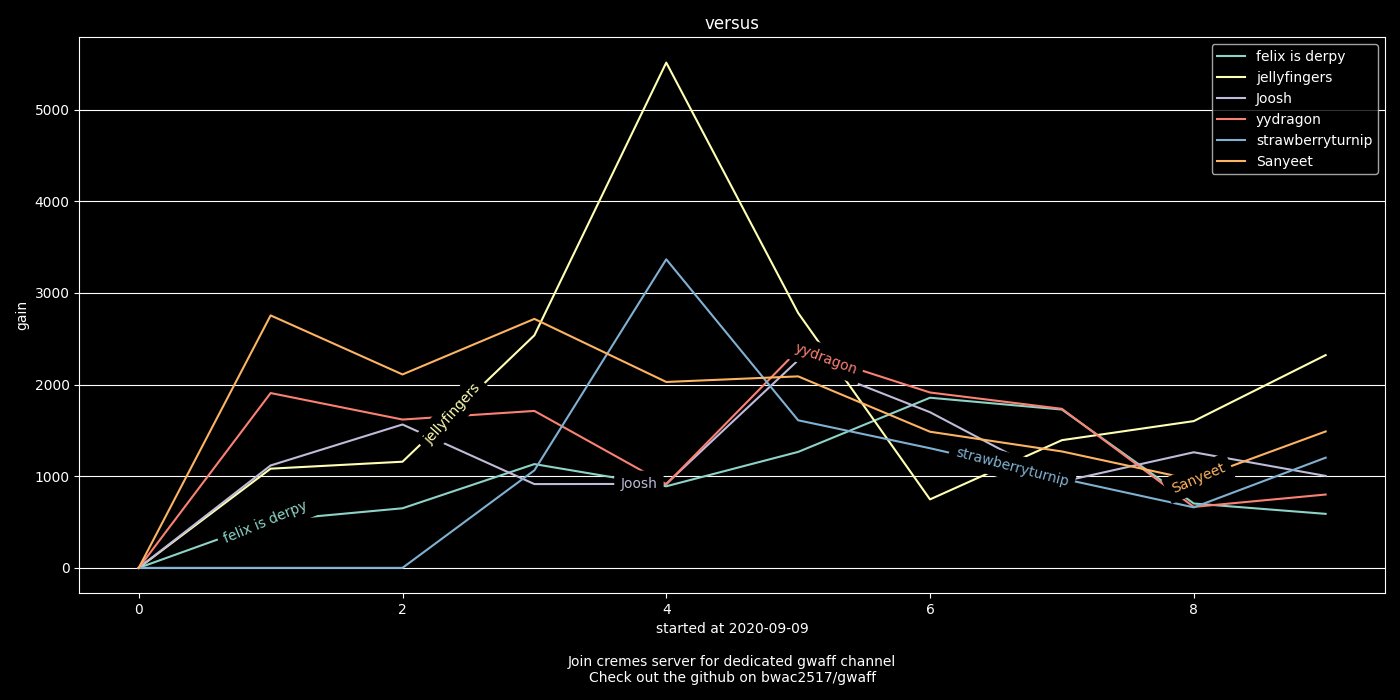 versus
felix is derpy
jellyfingers
Joosh
yydragon
strawberryturnip
Sanyeet
5000
4000
3000
2000
1000
0
gain
yydragon
jellyfingers
strawberryturnip
Sanyeet
Joosh
felix is derpy
0 2 4 6 8
started at 2020-09-09
Join cremes server for dedicated gwaff channel
Check out the github on bwac2517/gwaff